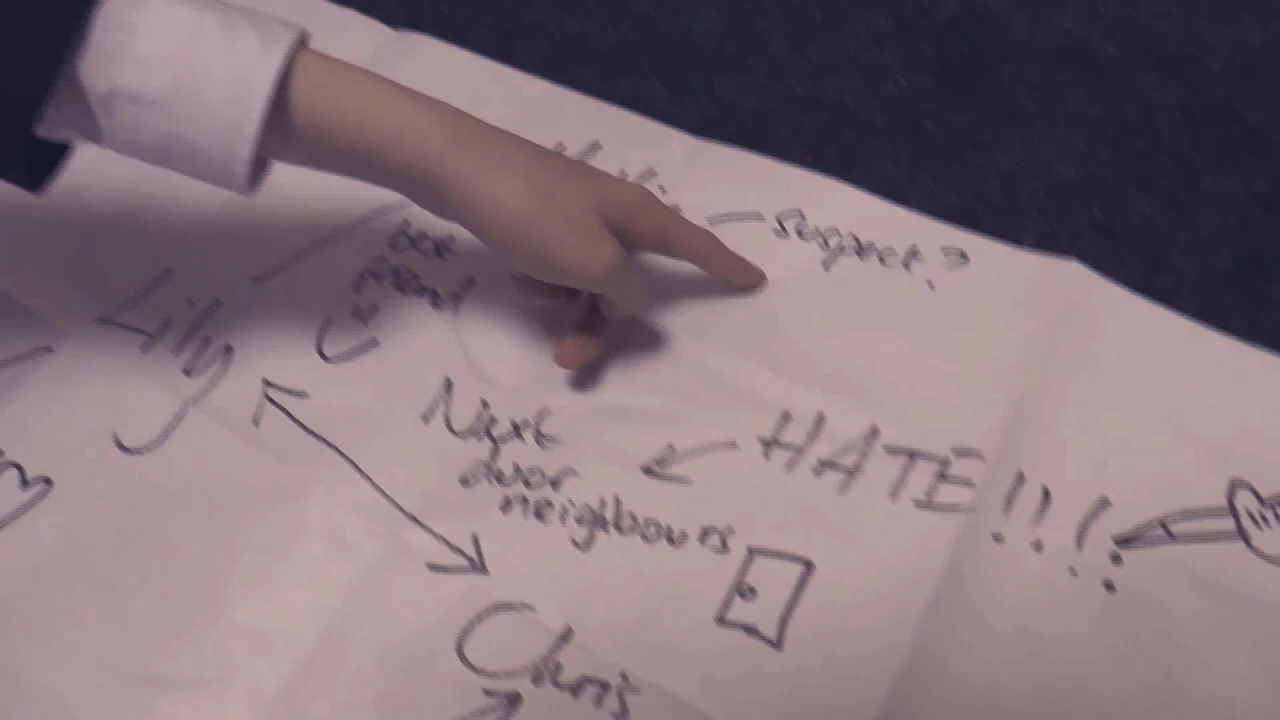 Suspect?
Best
friend
Lily
Next
door
neighbours
HATE!!!
Chris